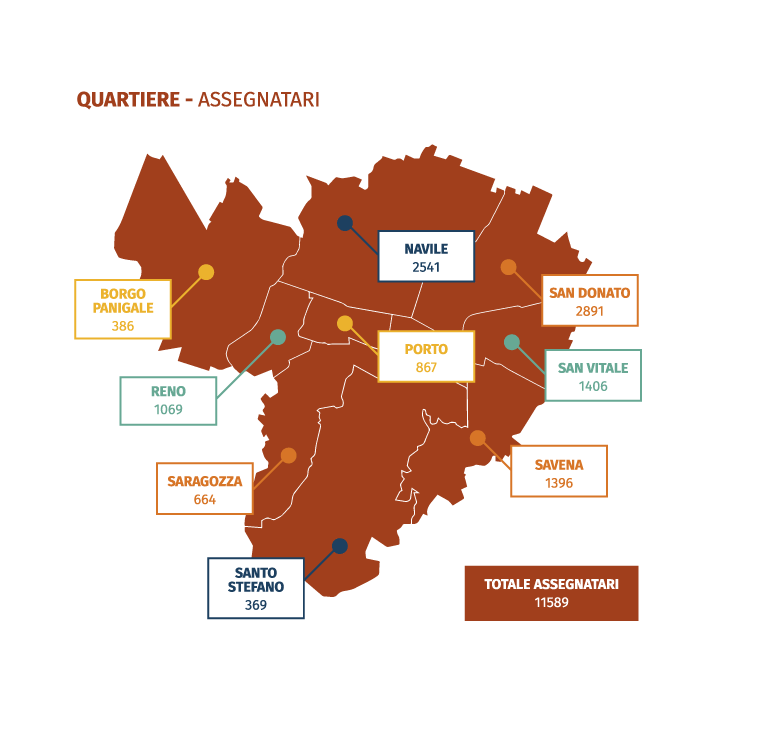 QUARTIERE - ASSEGNATARI
NAVILE
2541
BORGO
PANIGALE
386
SAN DONATO
2891
PORTO
867
SAN VITALE
1406
RENO
1069
SAVENA
1396
SARAGOZZA
664
SANTO
STEFANO
369
TOTALE ASSEGNATARI
11589